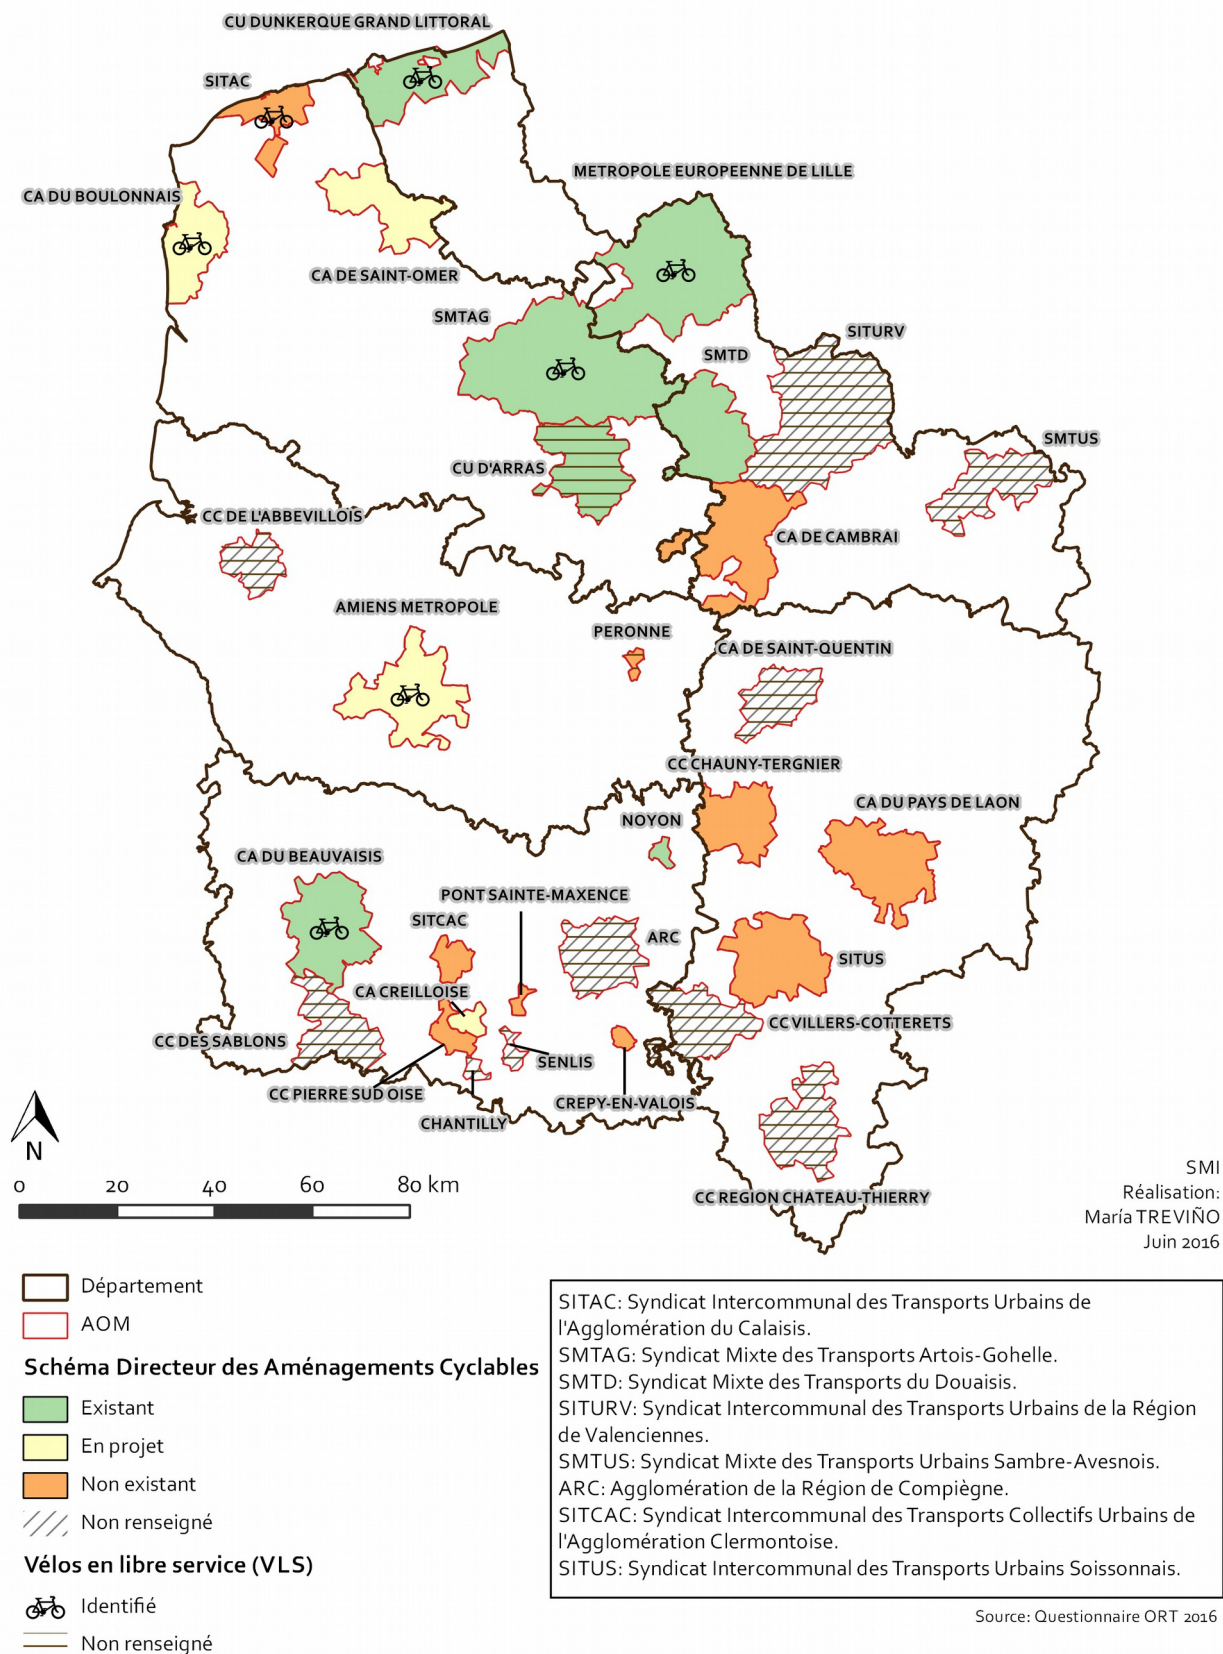 CU DUNKERQUE GRAND LITTORAL
SITAC
METROPOLE EUROPEENNE DE LILLE
CA DU BOULONNAIS
CA DE SAINT-OMER
SMTAG
SITURV
SMTD
SMTUS
CU D'ARRAS
CC DE L'ABBEVILLOIS
CA DE CAMBRAI
AMIENS METROPOLE
PERONNE
CA DE SAINT-QUENTIN
CC CHAUNY-TERGNIER
CA DU PAYS DE LAON
NOYON
CA DU BEAUVAISIS
PONT SAINTE-MAXENCE
SITCAC
ARC
SITUS
CA CREILLOISE
CC VILLERS-COTTERETS
CC DES SABLONS
SENLIS
CC PIERRE SUD OISE
CREPY-EN-VALOIS
CHANTILLY
CC REGION CHATEAU-THIERRY
N
0 20 40 60 80 km
SMI
Réalisation:
María TREVIÑO
Juin 2016
Département
AOM
Schéma Directeur des Aménagements Cyclables
Existant
En projet
Non existant
Non renseigné
Vélos en libre service (VLS)
Identifié
Non renseigné
SITAC: Syndicat Intercommunal des Transports Urbains de
l'Agglomération du Calaisis.
SMTAG: Syndicat Mixte des Transports Artois-Gohelle.
SMTD: Syndicat Mixte des Transports du Douaisis.
SITURV: Syndicat Intercommunal des Transports Urbains de la Région
de Valenciennes.
SMTUS: Syndicat Mixte des Transports Urbains Sambre-Avesnois.
ARC: Agglomération de la Région de Compiègne.
SITCAC: Syndicat Intercommunal des Transports Collectifs Urbains de
l'Agglomération Clermontoise.
SITUS: Syndicat Intercommunal des Transports Urbains Soissonnais.
Source: Questionnaire ORT 2016